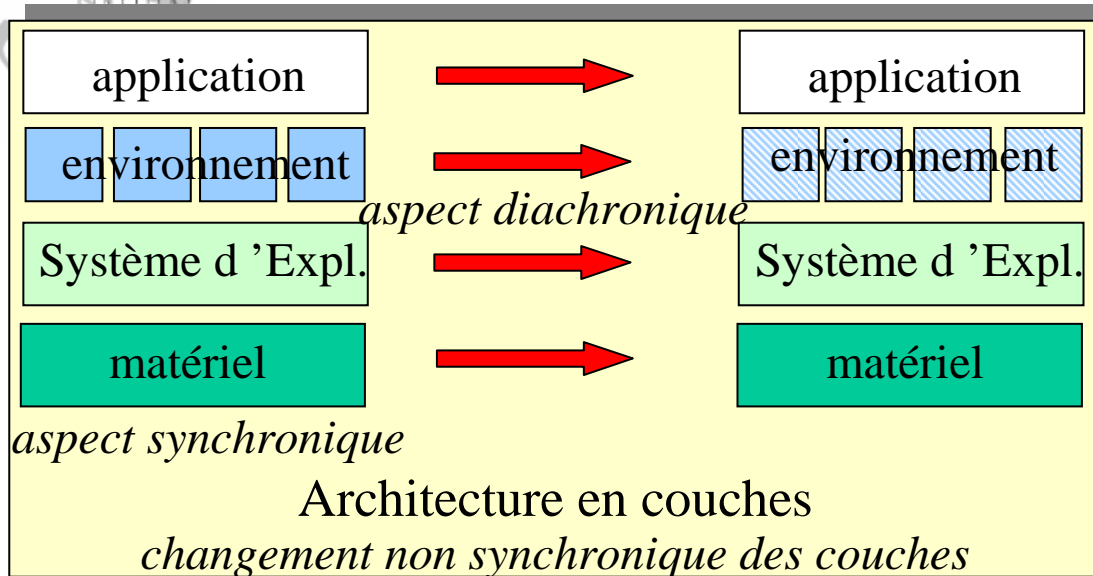 application application
environnement environnement
aspect diachronique
Système d ’Expl. Système d ’Expl.
matériel matériel
aspect synchronique
Architecture en couches
changement non synchronique des couches